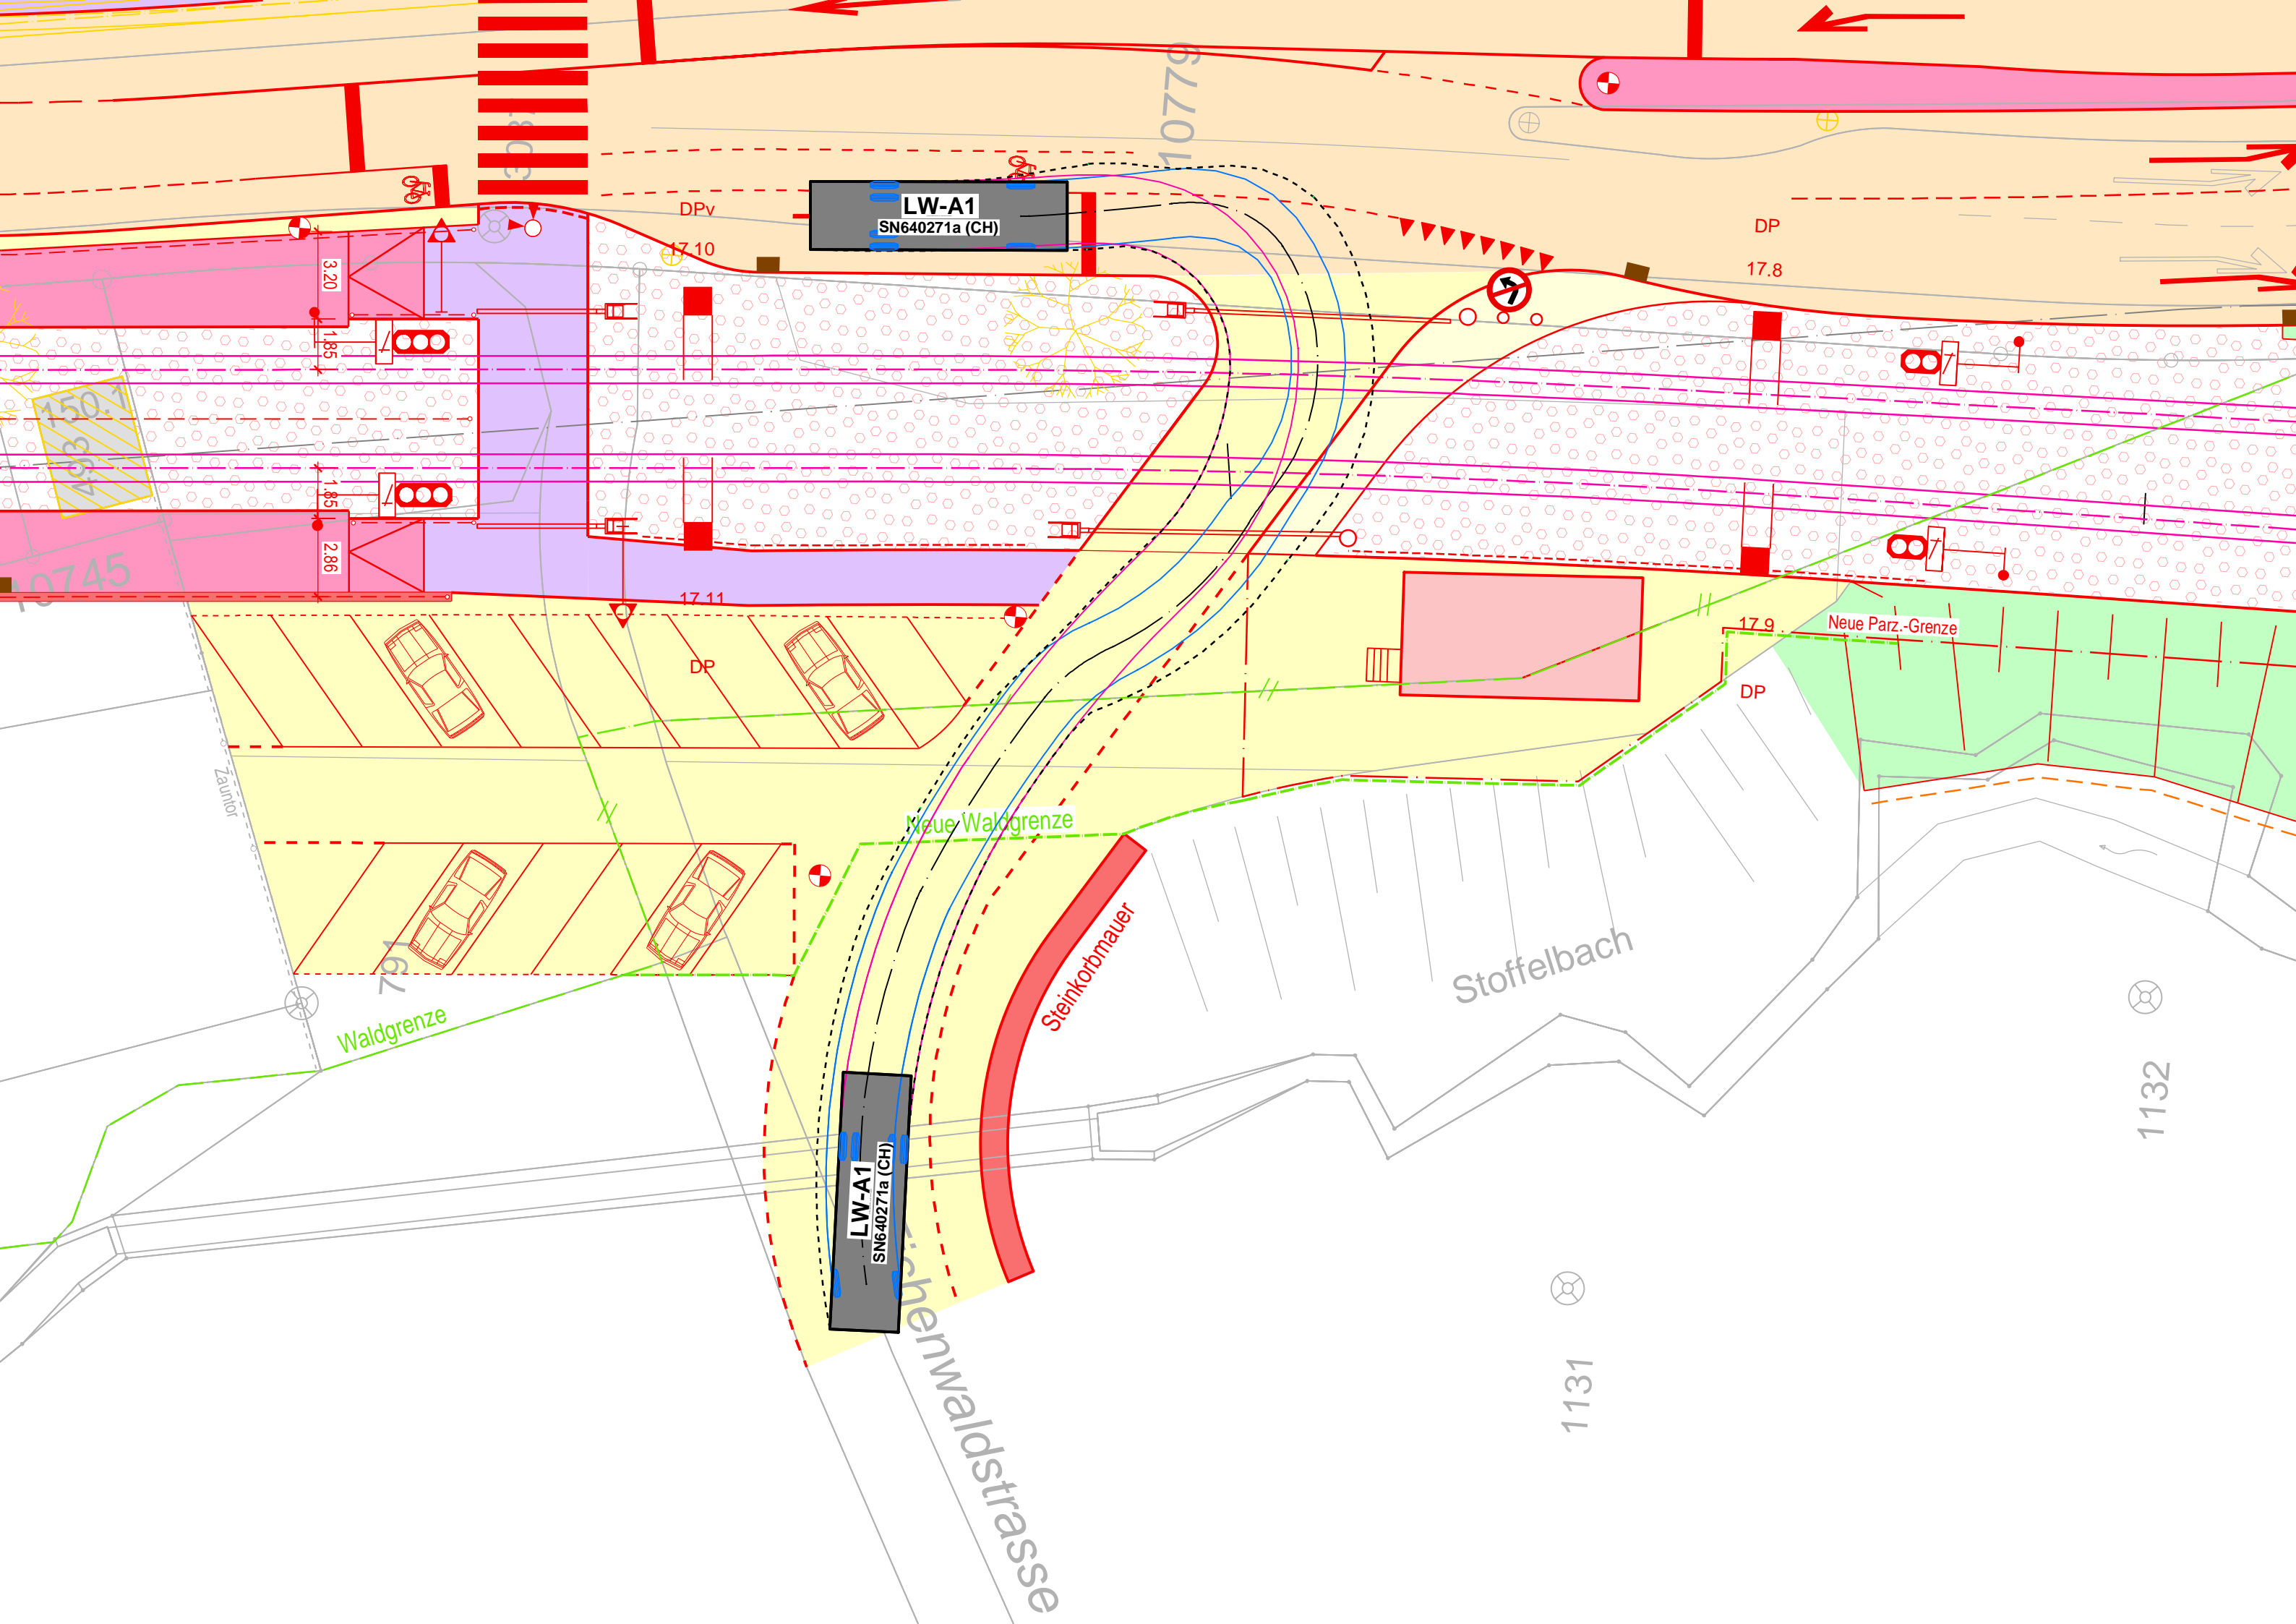 10779
DPv
LW-A1
SN640271a (CH)
DP
17.10
17.8
3.20
1.85
150.1
1.85
2.86
10745
17.11
17.9
Neue Parz.-Grenze
DP
DP
Zauntor
Neue Waldgrenze
791
Waldgrenze
Steinkorbmauer
Stoffelbach
1132
LW-A1
SN640271a (CH)
1131